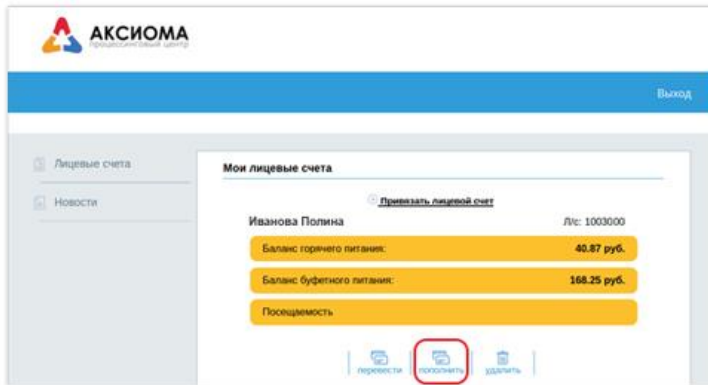 АКСИОМА
процессинговый центр
Выход
Лицевые счета
Новости
Мои лицевые счета
Привязать лицевой счет
Иванова Полина Л/с: 1003000
Баланс горячего питания: 40.87 руб.
Баланс буфетного питания: 168.25 руб.
Посещаемость
перевести пополнить удалить